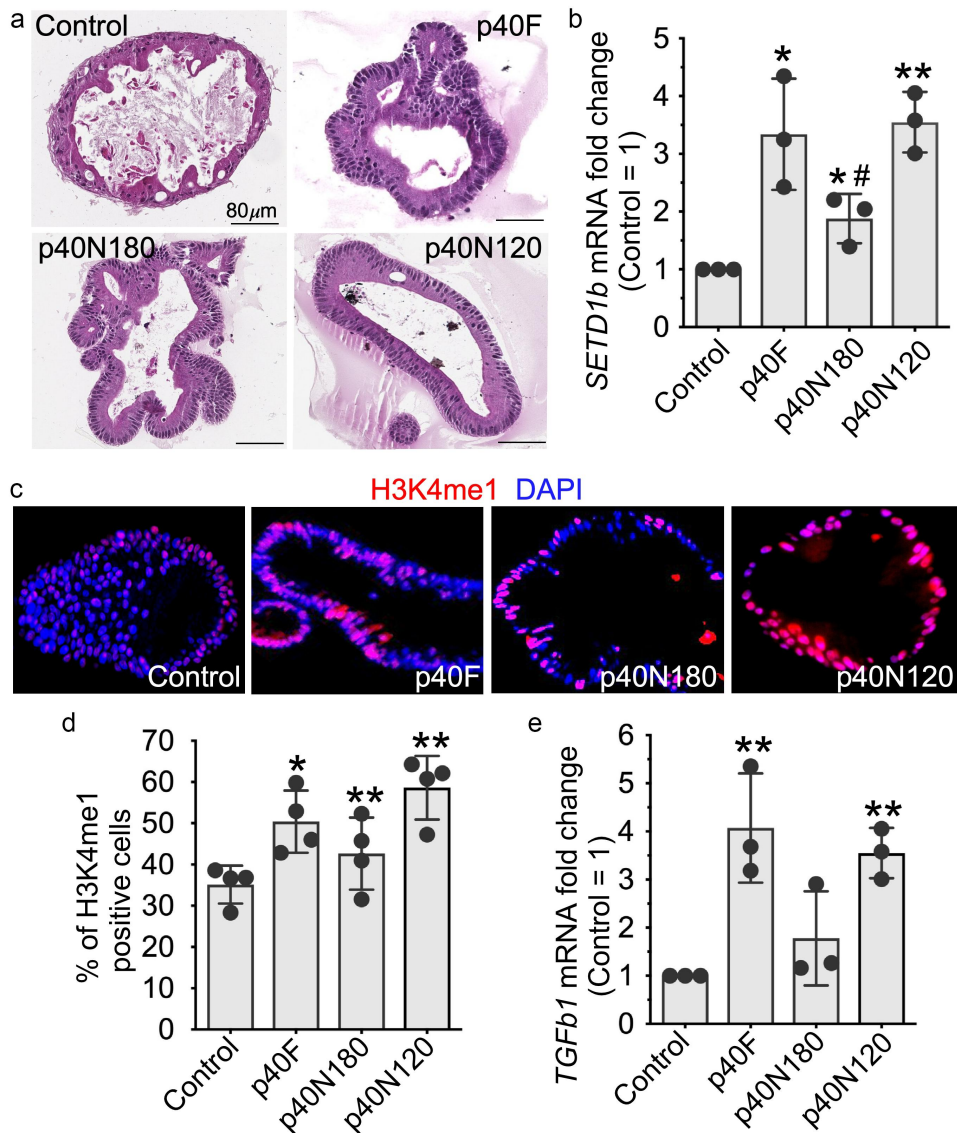 a
Control
p40F
80μm
p40N180
p40N120
b
SETD1b mRNA fold change
(Control = 1)
5
4
3
2
1
0
*
* #
**
Control
p40F
p40N180
p40N120
c
H3K4me1 DAPI
Control
p40F
p40N180
p40N120
d
% of H3K4me1
positive cells
70
60
50
40
30
20
10
0
*
**
**
Control
p40F
p40N180
p40N120
e
TGFb1 mRNA fold change
(Control = 1)
6
5
4
3
2
1
0
**
**
Control
p40F
p40N180
p40N120